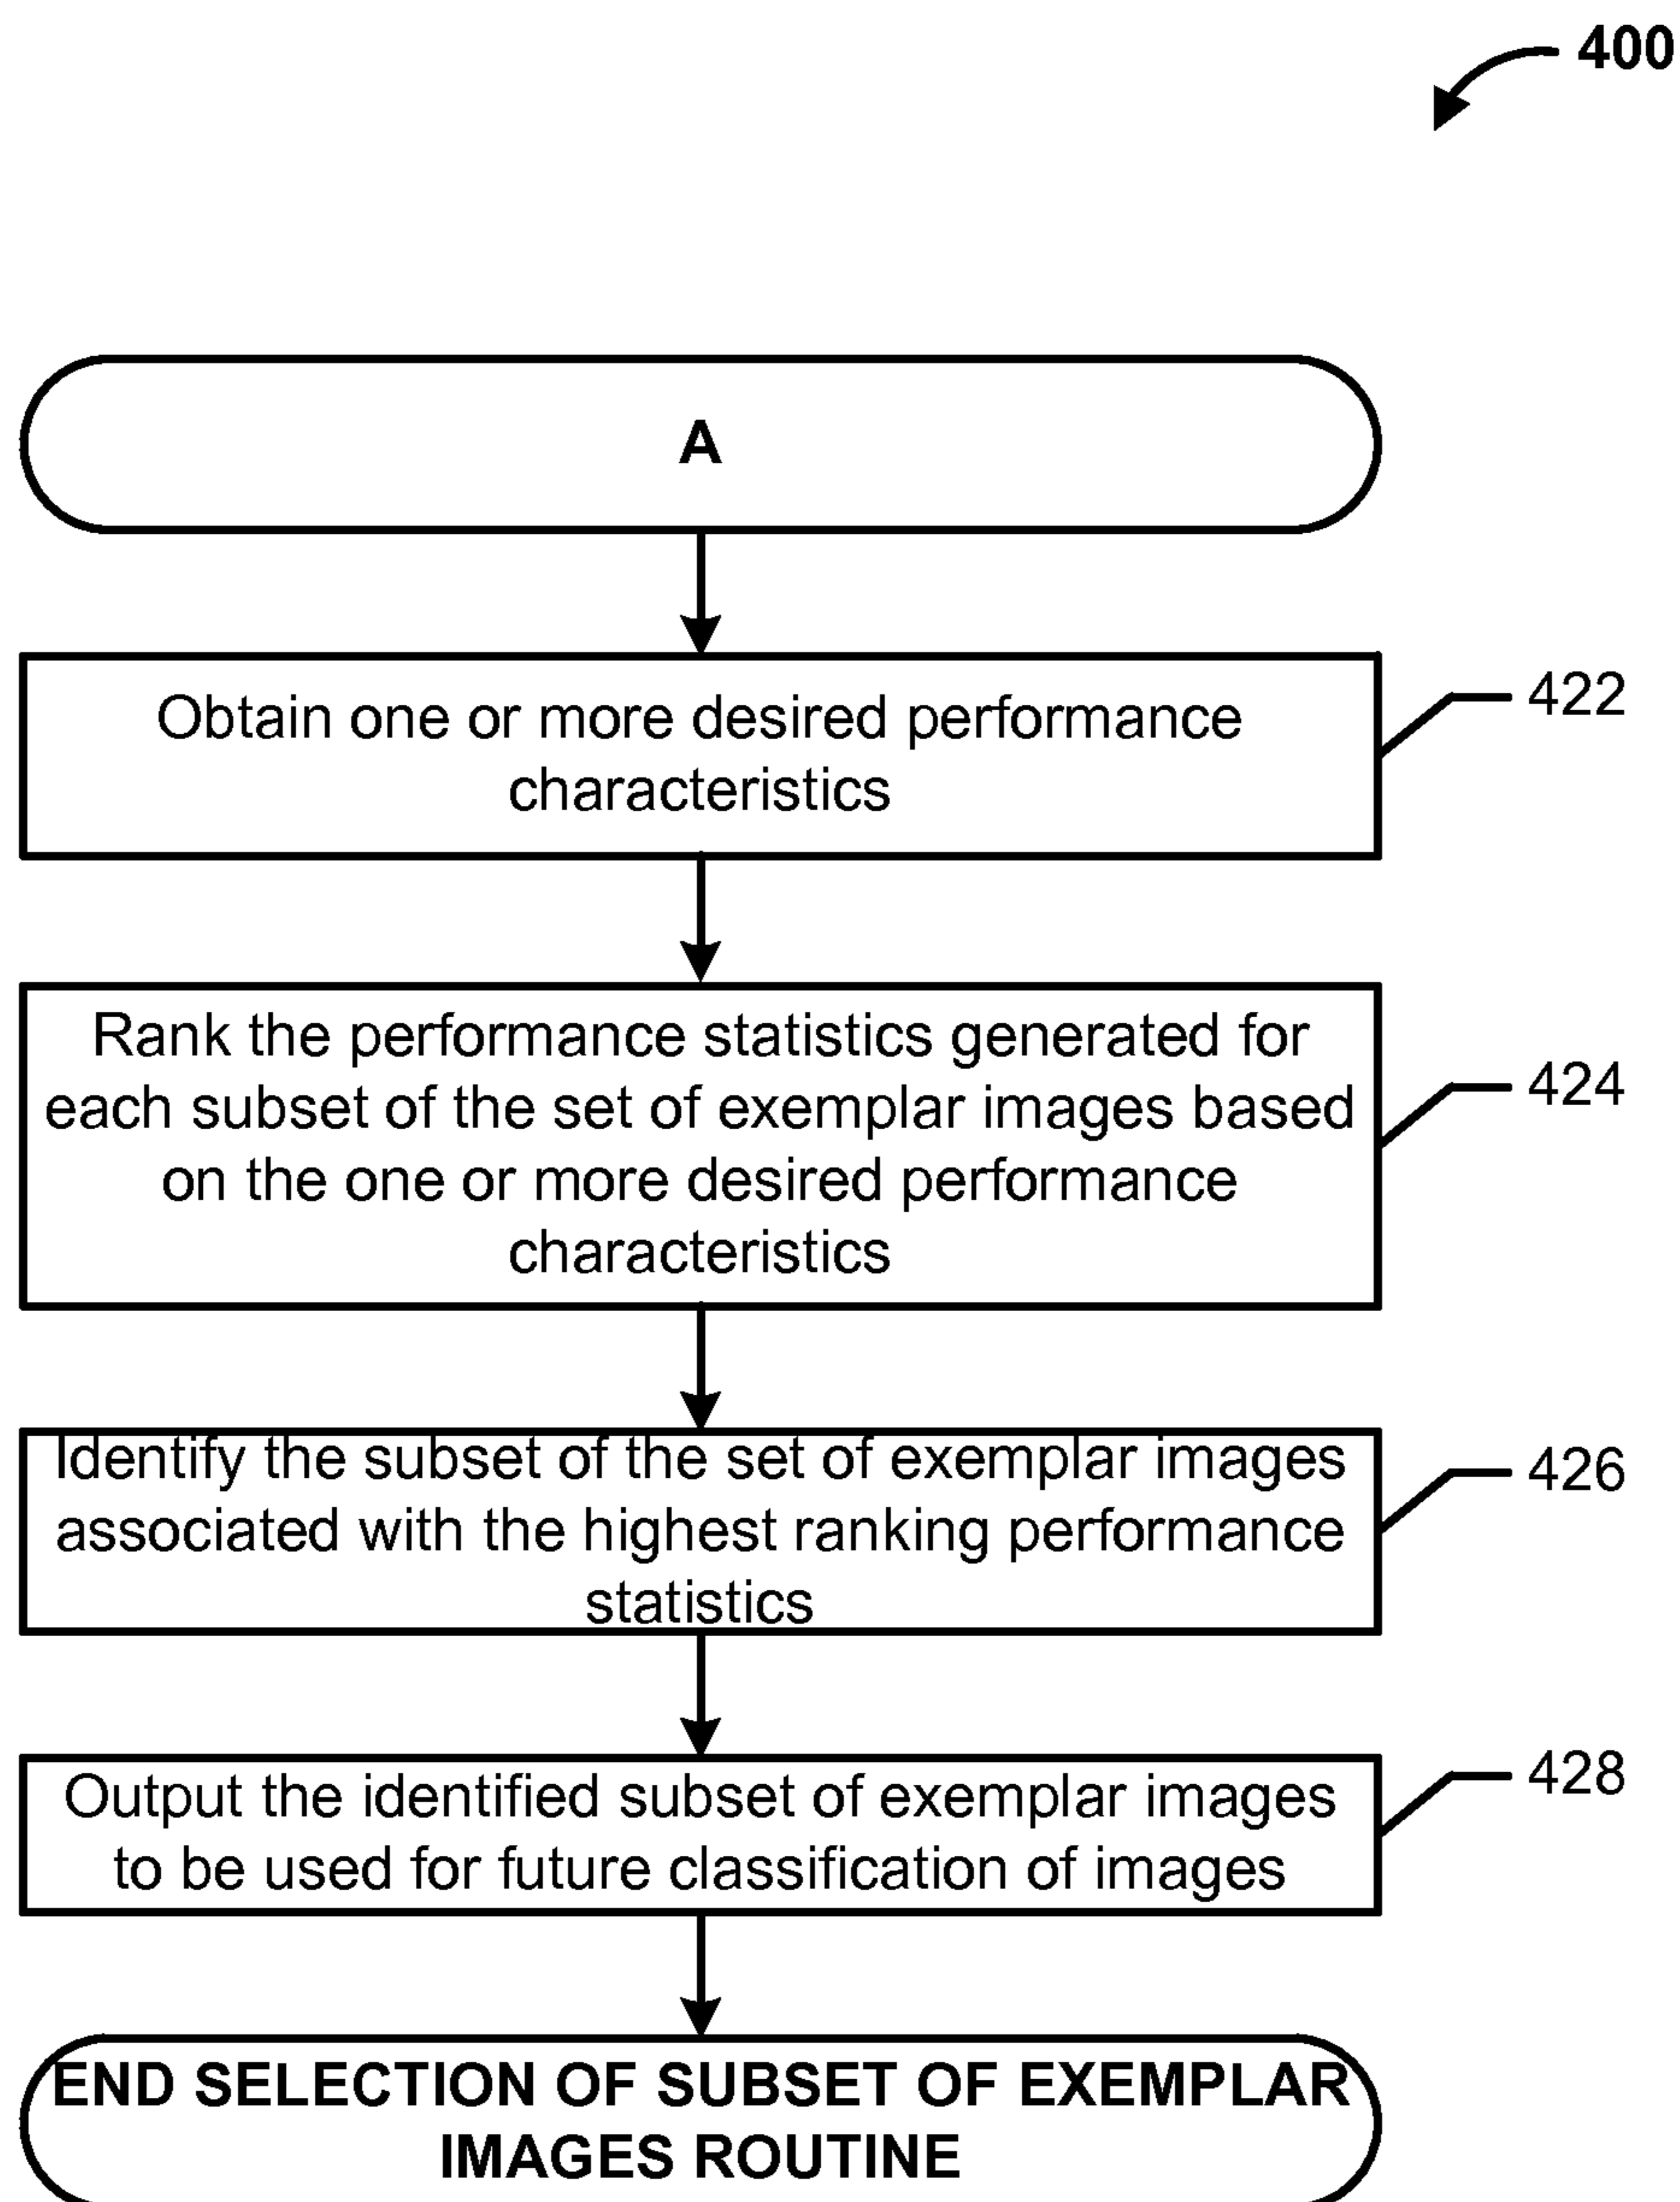 400
A
Obtain one or more desired performance
characteristics
422
Rank the performance statistics generated for
each subset of the set of exemplar images based
on the one or more desired performance
characteristics
424
Identify the subset of the set of exemplar images
associated with the highest ranking performance
statistics
426
Output the identified subset of exemplar images
to be used for future classification of images
428
END SELECTION OF SUBSET OF EXEMPLAR
IMAGES ROUTINE